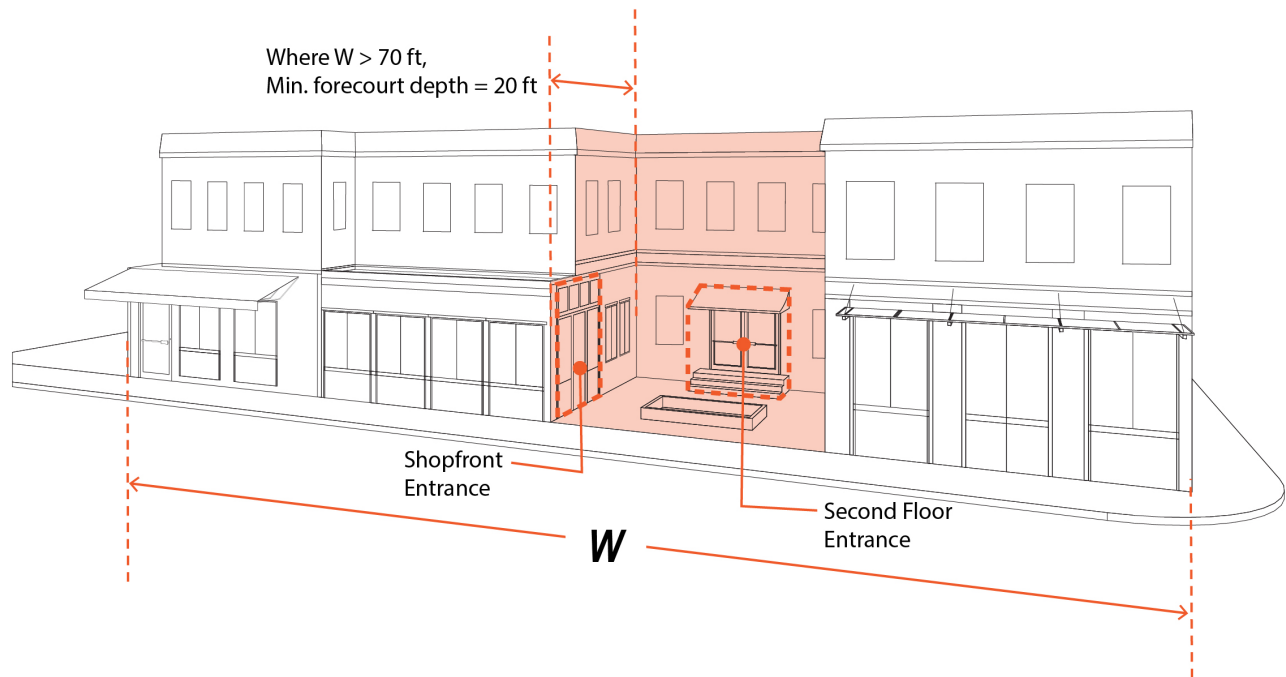 Where W > 70 ft,
Min. forecourt depth = 20 ft
Shopfront
Entrance
Second Floor
Entrance
W